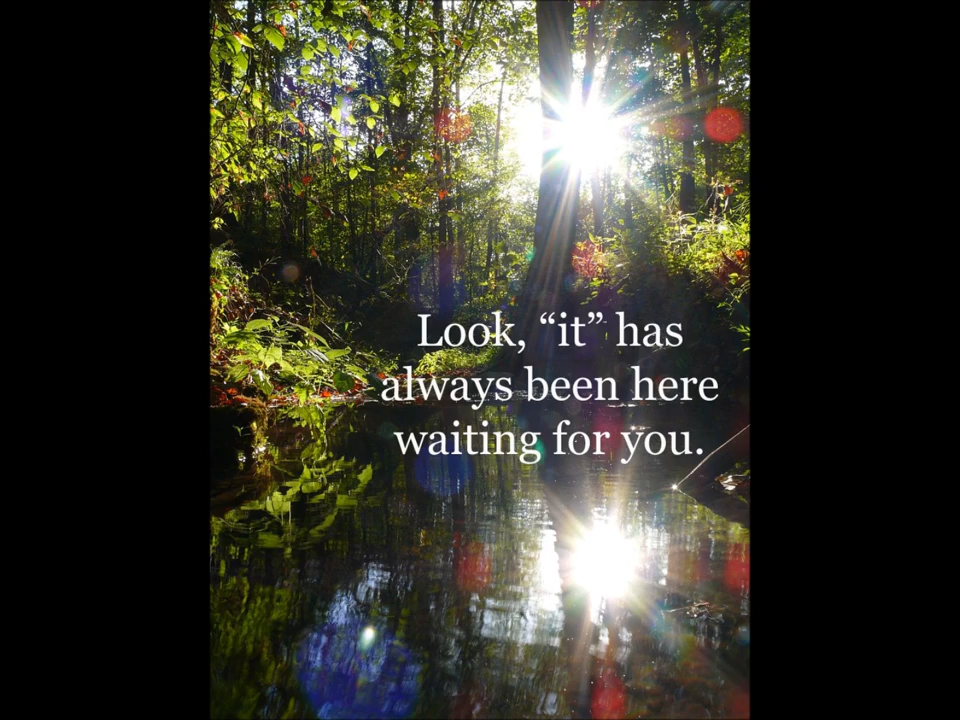 Look, “it” has
always been here
waiting for you.